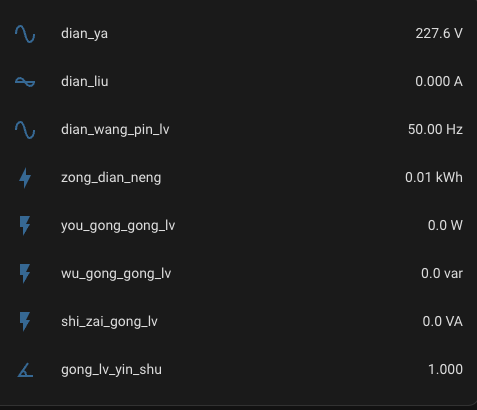 dian_ya 227.6 V
dian_liu 0.000 A
dian_wang_pin_lv 50.00 Hz
zong_dian_neng 0.01 kWh
you_gong_gong_lv 0.0 W
wu_gong_gong_lv 0.0 var
shi_zai_gong_lv 0.0 VA
gong_lv_yin_shu 1.000